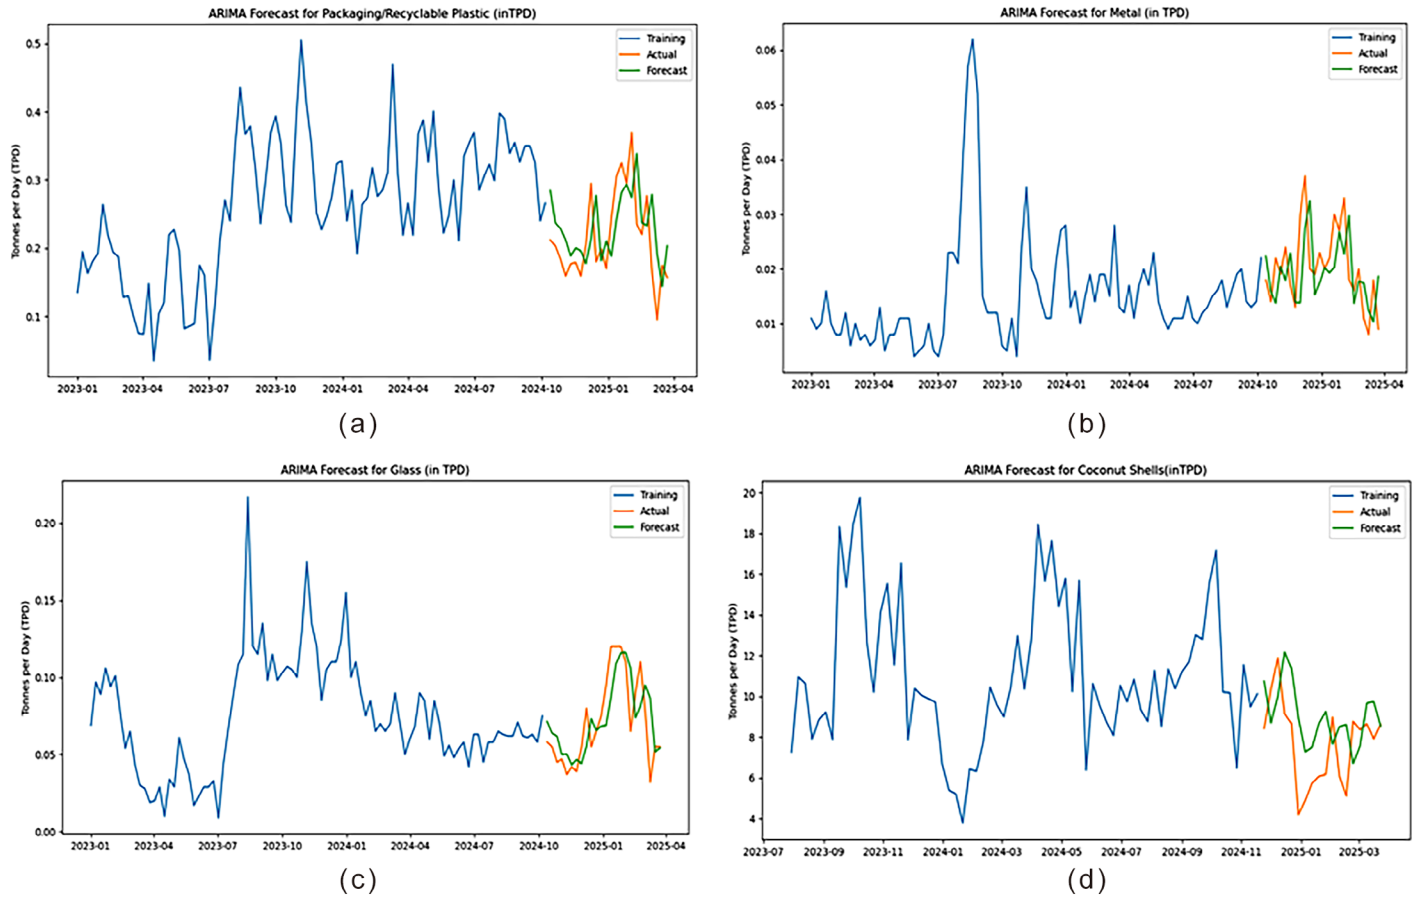 ARIMA Forecast for Packaging/Recyclable Plastic (inTPD)
Tonnes per Day (TPD)
0.5
0.4
0.3
0.2
0.1
Training
Actual
Forecast
2023-01 2023-04 2023-07 2023-10 2024-01 2024-04 2024-07 2024-10 2025-01 2025-04
(a)
ARIMA Forecast for Metal (in TPD)
Tonnes per Day (TPD)
0.06
0.05
0.04
0.03
0.02
0.01
Training
Actual
Forecast
2023-01 2023-04 2023-07 2023-10 2024-01 2024-04 2024-07 2024-10 2025-01 2025-04
(b)
ARIMA Forecast for Glass (in TPD)
Tonnes per Day (TPD)
0.20
0.15
0.10
0.05
0.00
Training
Actual
Forecast
2023-01 2023-04 2023-07 2023-10 2024-01 2024-04 2024-07 2024-10 2025-01 2025-04
(c)
ARIMA Forecast for Coconut Shells(inTPD)
Tonnes per Day (TPD)
20
18
16
14
12
10
8
6
4
Training
Actual
Forecast
2023-07 2023-09 2023-11 2024-01 2024-03 2024-05 2024-07 2024-09 2024-11 2025-01 2025-03
(d)